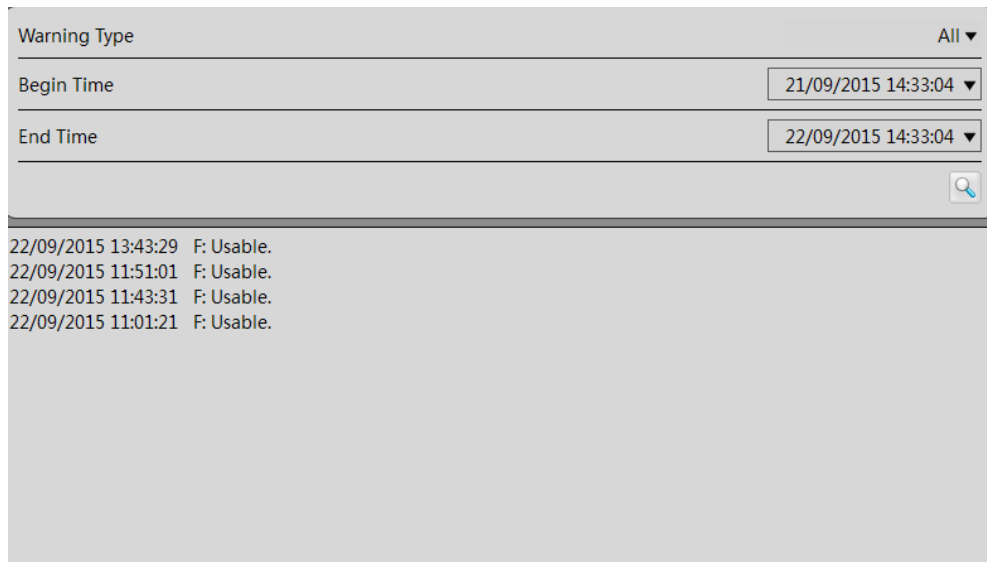 Warning Type All
Begin Time 21/09/2015 14:33:04
End Time 22/09/2015 14:33:04
22/09/2015 13:43:29 F: Usable.
22/09/2015 11:51:01 F: Usable.
22/09/2015 11:43:31 F: Usable.
22/09/2015 11:01:21 F: Usable.